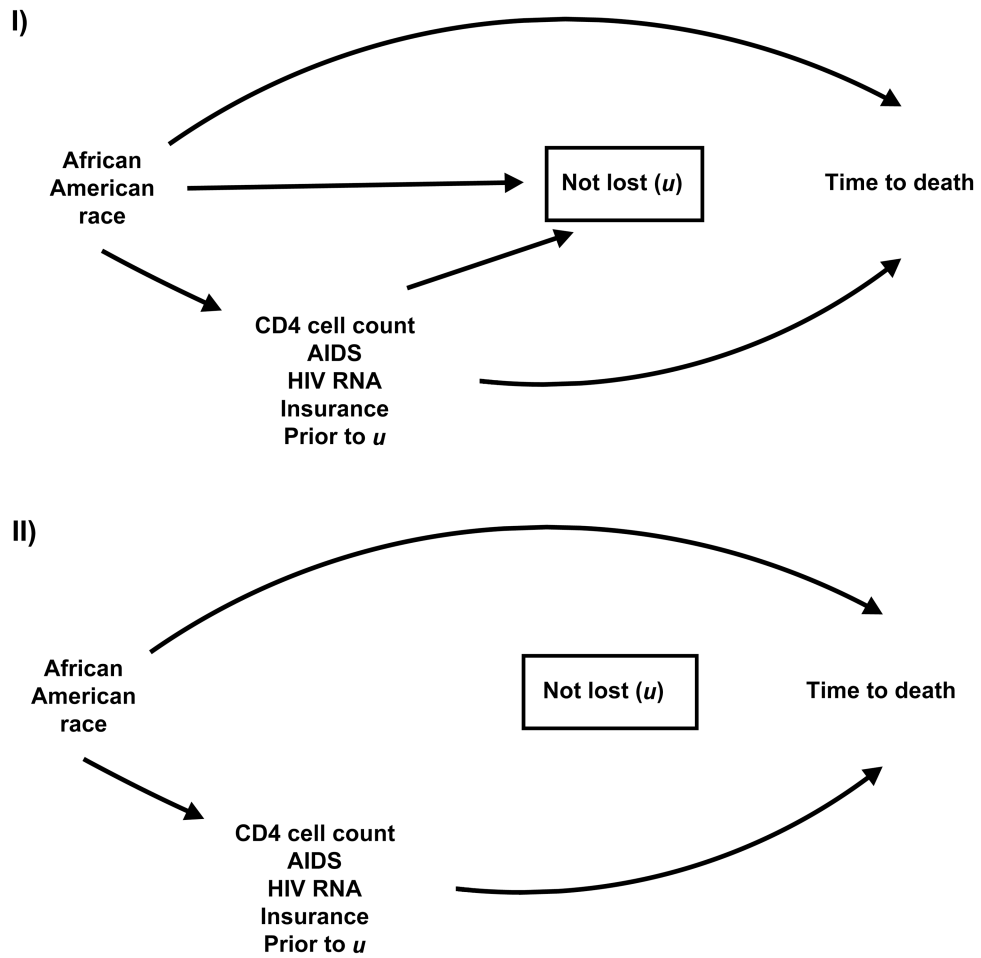 I)
African
American
race
Not lost (u)
Time to death
CD4 cell count
AIDS
HIV RNA
Insurance
Prior to u
II)
African
American
race
Not lost (u)
Time to death
CD4 cell count
AIDS
HIV RNA
Insurance
Prior to u